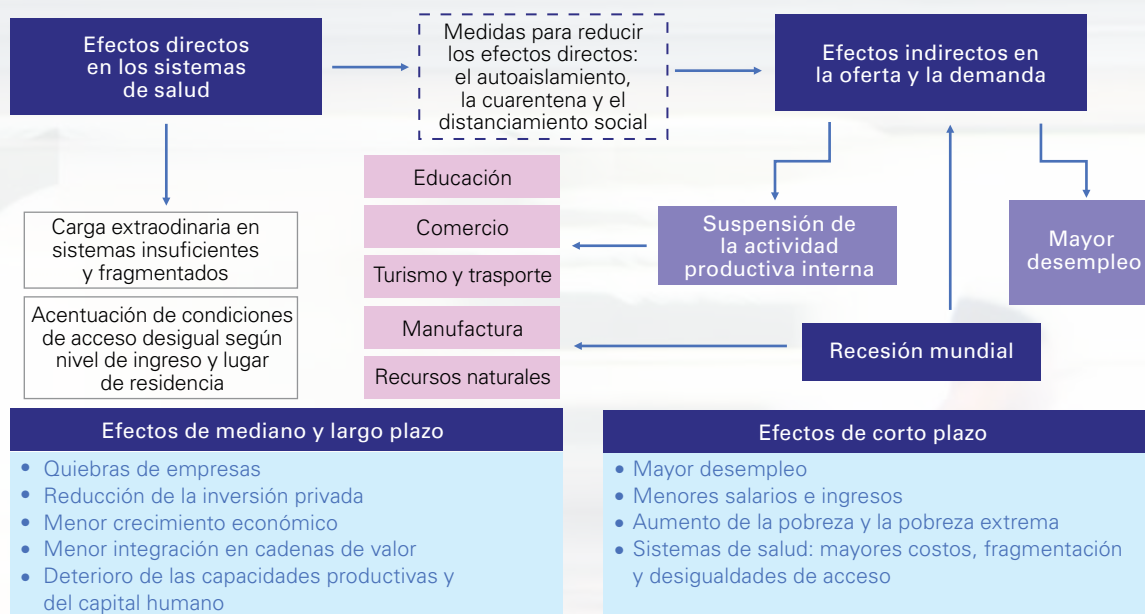 Efectos directos
en los sistemas
de salud
Medidas para reducir
los efectos directos:
el autoaislamiento,
la cuarentena y el
distanciamiento social
Efectos indirectos en
la oferta y la demanda
Carga extraodinaria en
sistemas insuficientes
y fragmentados
Acentuación de condiciones
de acceso desigual según
nivel de ingreso y lugar
de residencia
Educación
Comercio
Turismo y trasporte
Manufactura
Recursos naturales
Suspensión de
la actividad
productiva interna
Mayor
desempleo
Recesión mundial
Efectos de mediano y largo plazo
• Quiebras de empresas
• Reducción de la inversión privada
• Menor crecimiento económico
• Menor integración en cadenas de valor
• Deterioro de las capacidades productivas y
del capital humano
Efectos de corto plazo
• Mayor desempleo
• Menores salarios e ingresos
• Aumento de la pobreza y la pobreza extrema
• Sistemas de salud: mayores costos, fragmentación
y desigualdades de acceso